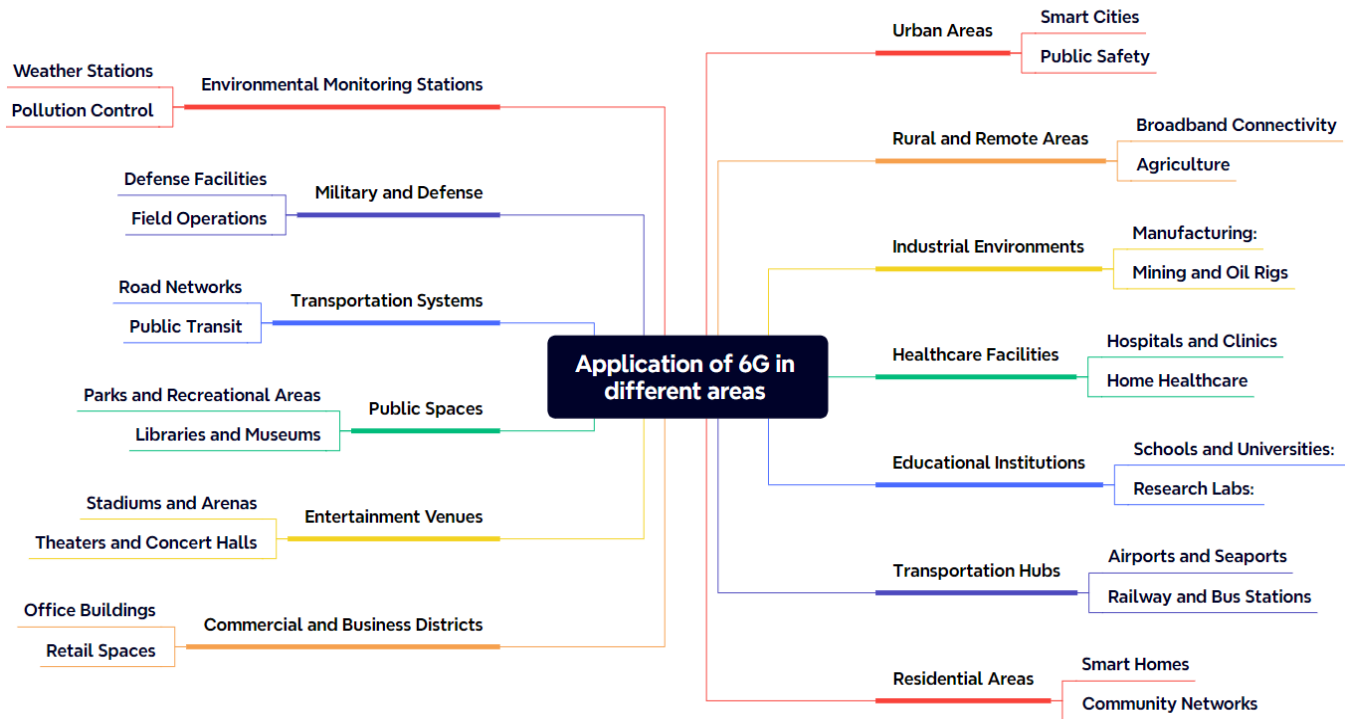 Application of 6G in
different areas
Urban Areas
Smart Cities
Public Safety
Rural and Remote Areas
Broadband Connectivity
Agriculture
Industrial Environments
Manufacturing:
Mining and Oil Rigs
Healthcare Facilities
Hospitals and Clinics
Home Healthcare
Educational Institutions
Schools and Universities:
Research Labs:
Transportation Hubs
Airports and Seaports
Railway and Bus Stations
Residential Areas
Smart Homes
Community Networks
Environmental Monitoring Stations
Weather Stations
Pollution Control
Military and Defense
Defense Facilities
Field Operations
Transportation Systems
Road Networks
Public Transit
Public Spaces
Parks and Recreational Areas
Libraries and Museums
Entertainment Venues
Stadiums and Arenas
Theaters and Concert Halls
Commercial and Business Districts
Office Buildings
Retail Spaces